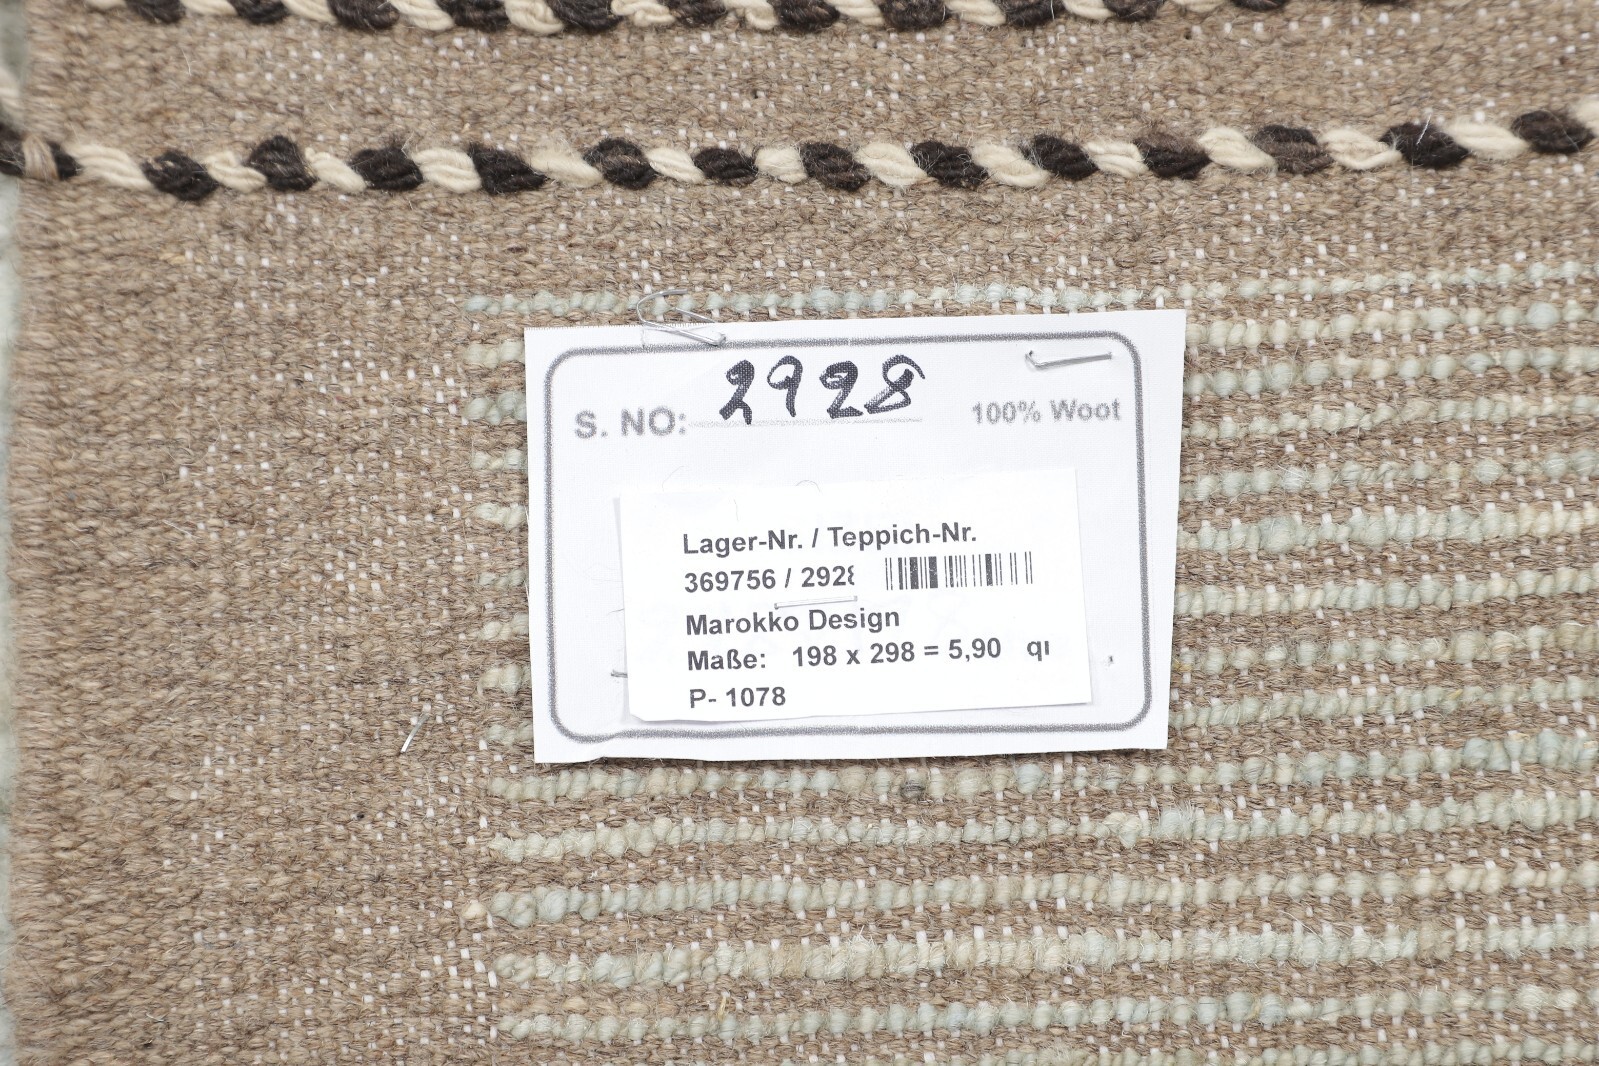 S. NO: 2928 100% Woot
Lager-Nr. / Teppich-Nr.
369756 / 2928
Marokko Design
Maße: 198 x 298 = 5,90
P- 1078